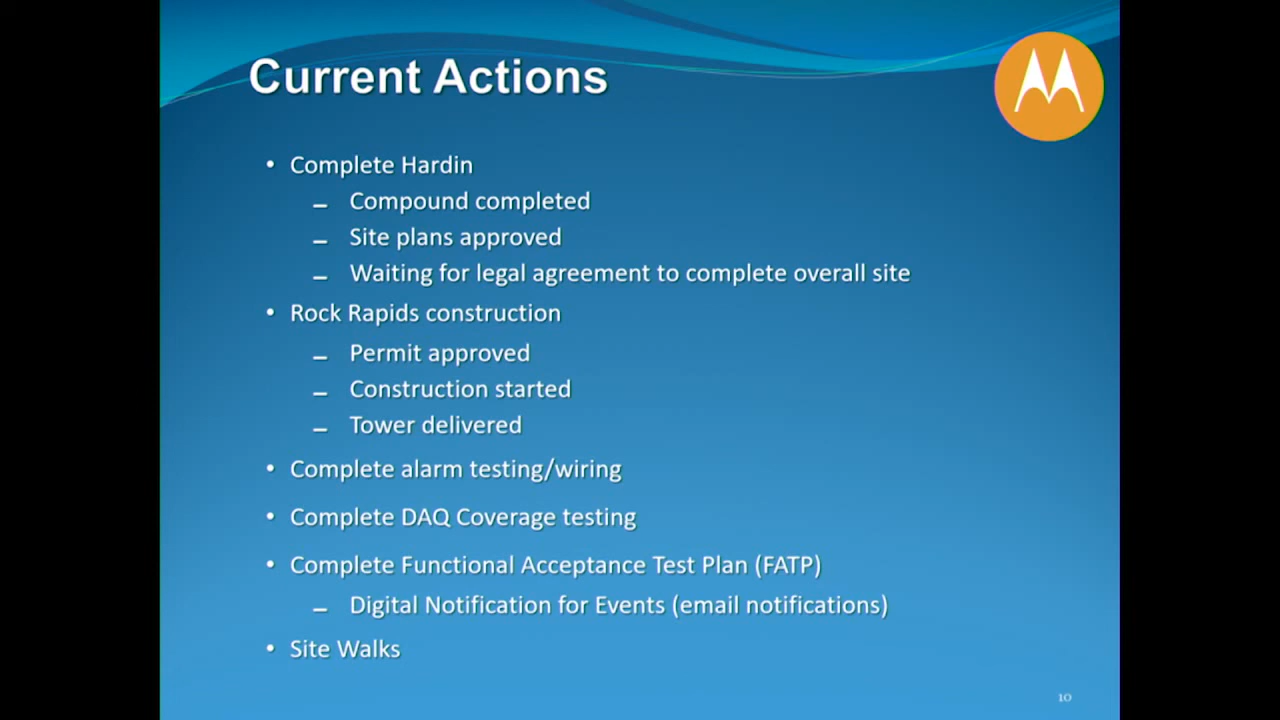 Current Actions
• Complete Hardin
– Compound completed
– Site plans approved
– Waiting for legal agreement to complete overall site
• Rock Rapids construction
– Permit approved
– Construction started
– Tower delivered
• Complete alarm testing/wiring
• Complete DAQ Coverage testing
• Complete Functional Acceptance Test Plan (FATP)
– Digital Notification for Events (email notifications)
• Site Walks
10